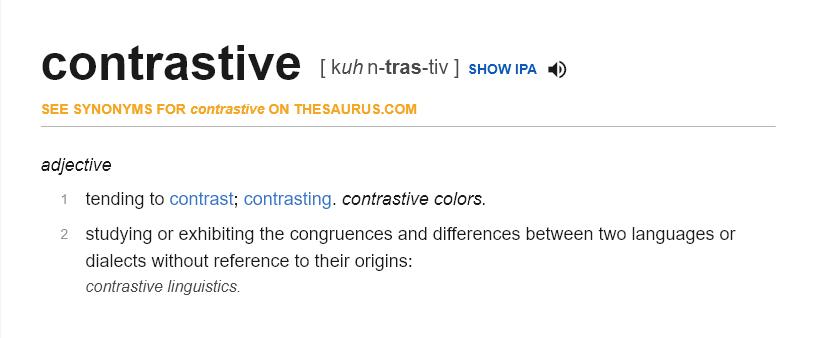 contrastive [ kuhn-tras-tiv ] SHOW IPA
SEE SYNONYMS FOR contrastive ON THESAURUS.COM
adjective
1 tending to contrast; contrasting. contrastive colors.
2 studying or exhibiting the congruences and differences between two languages or
dialects without reference to their origins:
contrastive linguistics.